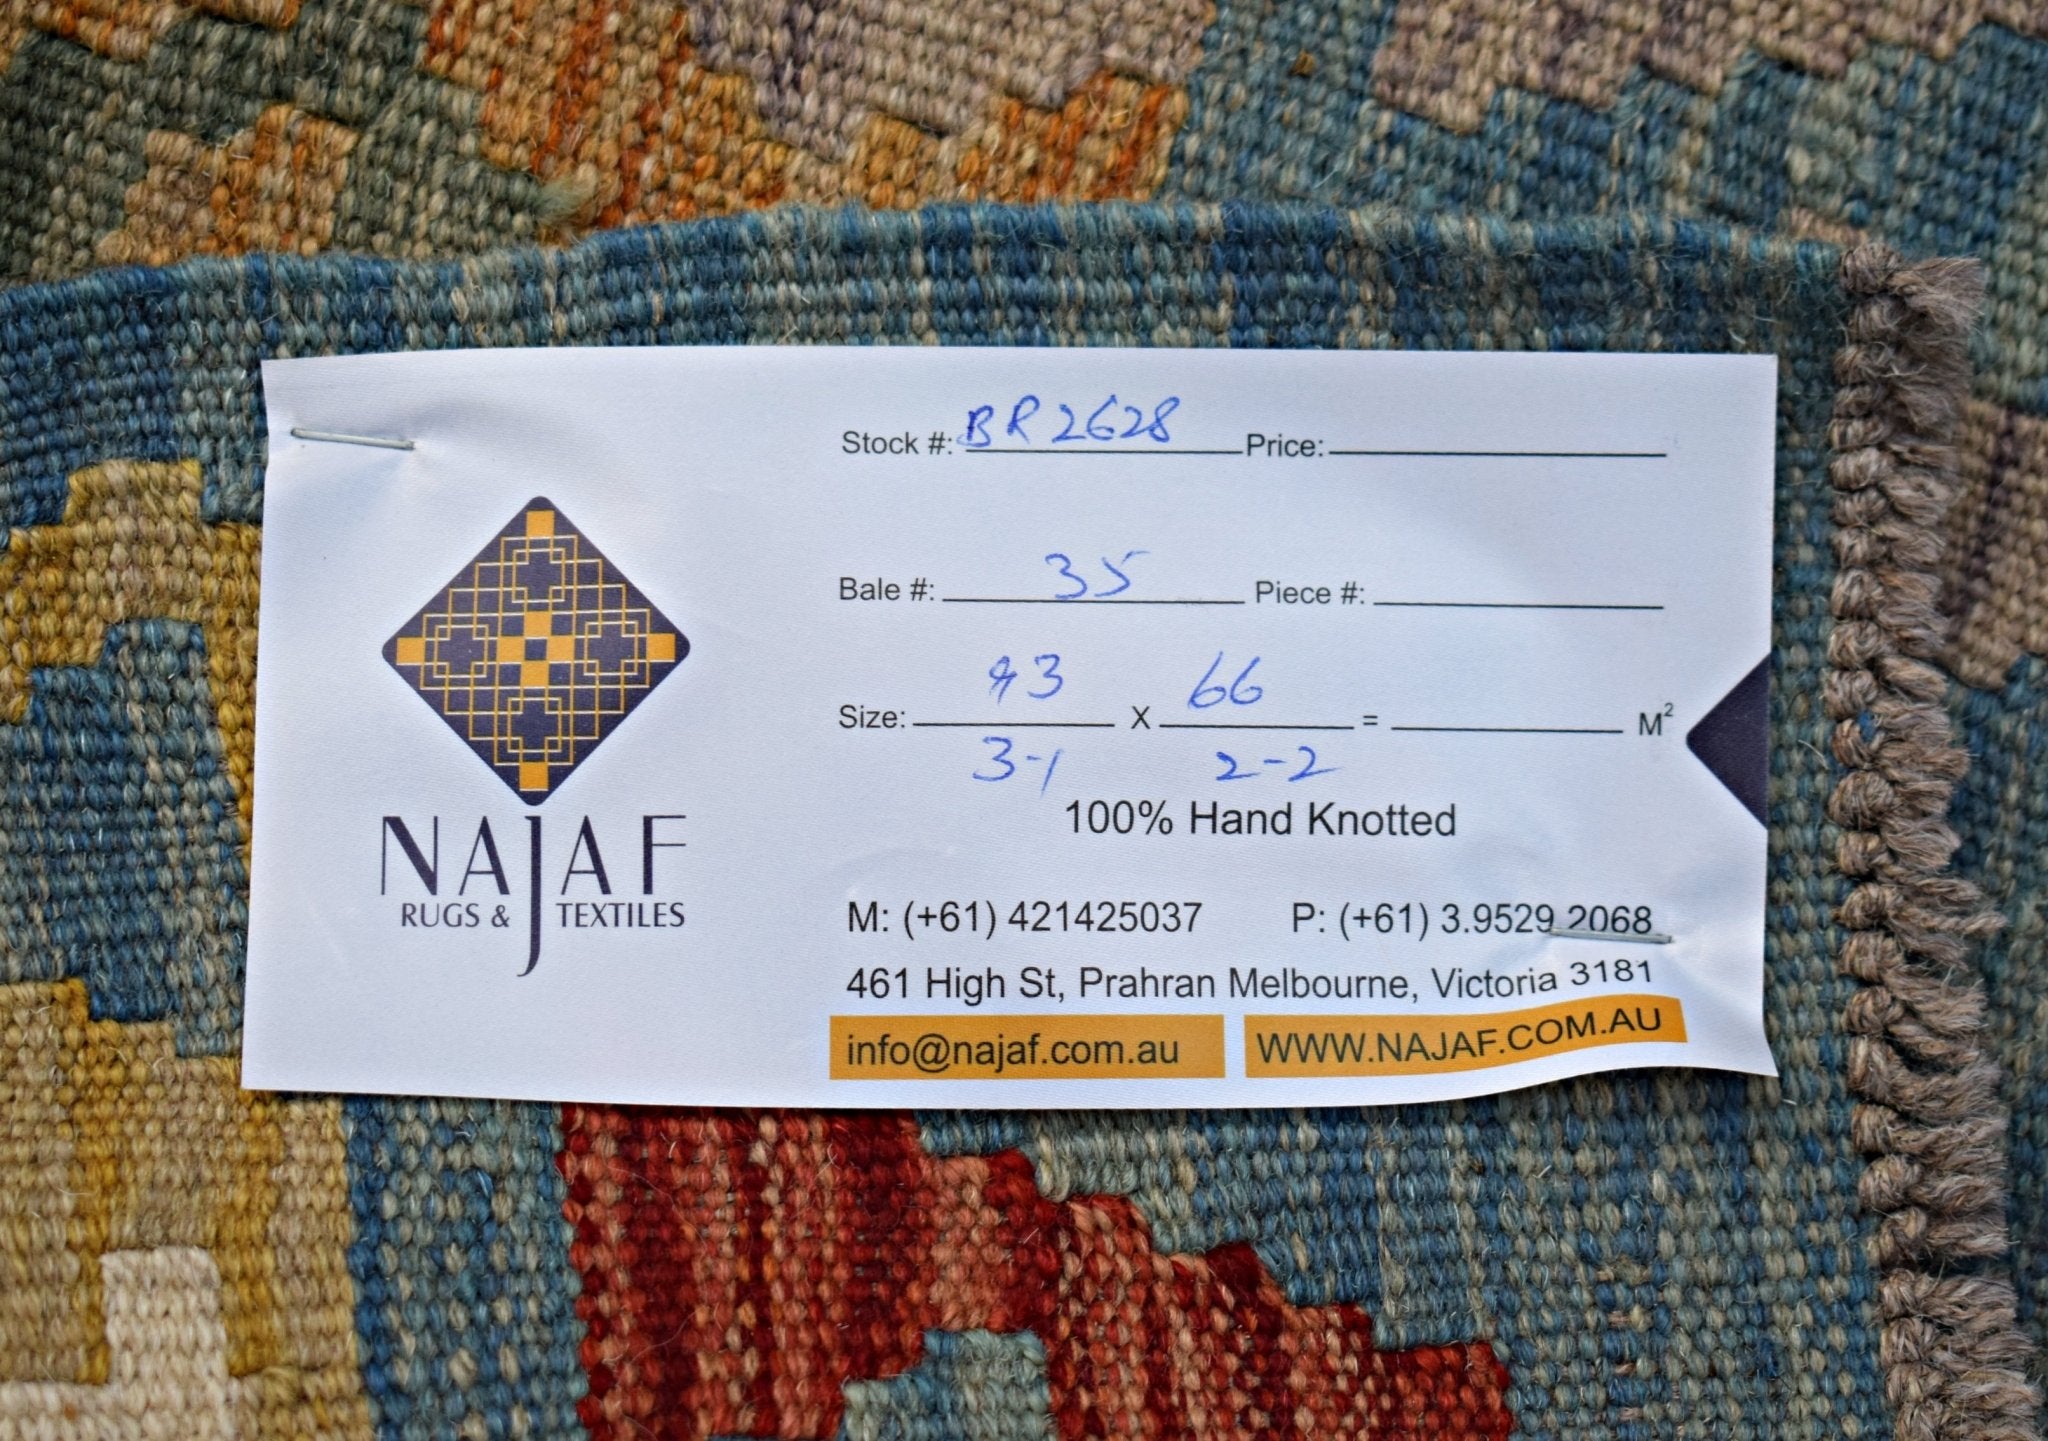 Stock #: BR2628 Price:
Bale #: 35 Piece #:
Size: 93 X 66 = M²
3-1 2-2
100% Hand Knotted
NAJAF
RUGS & TEXTILES
M: (+61) 421425037 P: (+61) 3.9529 2068
461 High St, Prahran Melbourne, Victoria 3181
info@najaf.com.au WWW.NAJAF.COM.AU